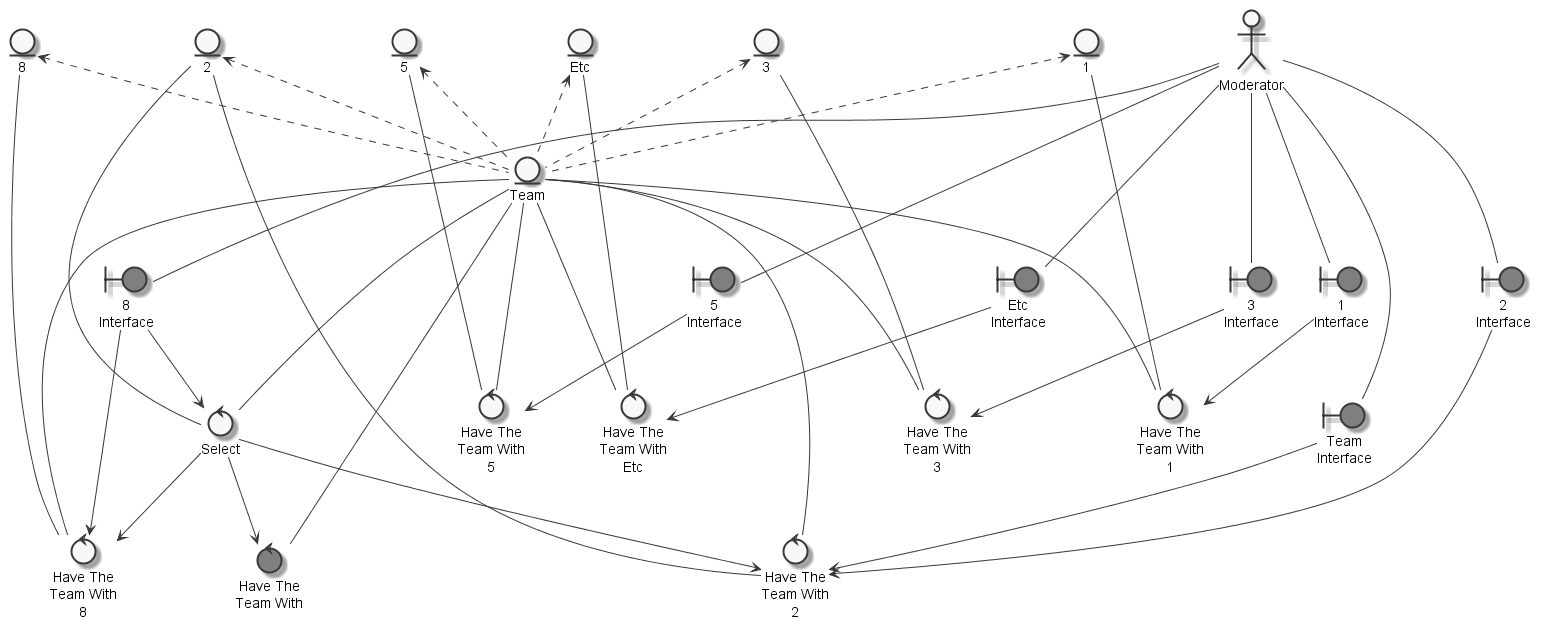 8
2
5
Etc
3
1
Moderator
Team
8
Interface
5
Interface
Etc
Interface
3
Interface
1
Interface
2
Interface
Select
Have The
Team With
5
Have The
Team With
Etc
Have The
Team With
3
Have The
Team With
1
Team
Interface
Have The
Team With
8
Have The
Team With
Have The
Team With
2